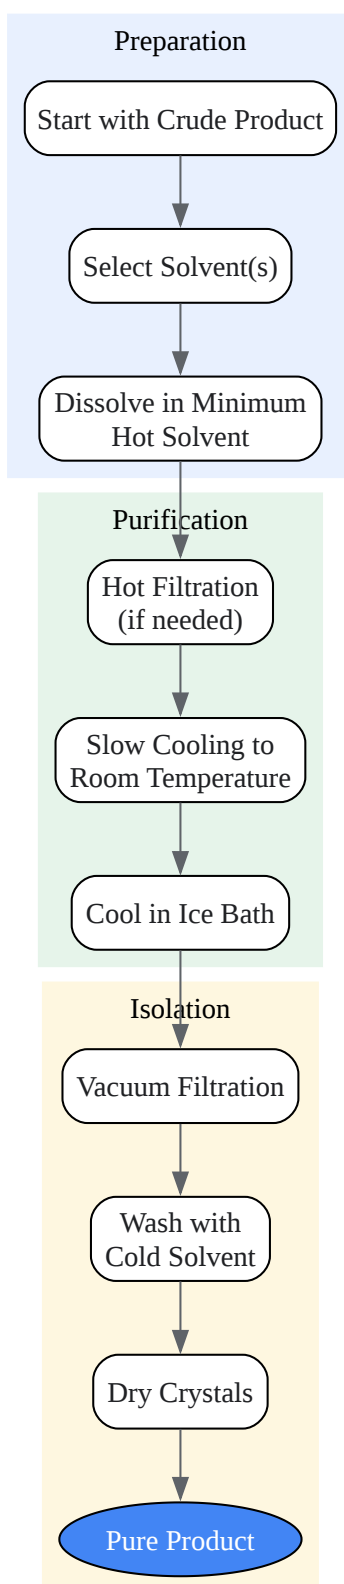 Preparation
Start with Crude Product
Select Solvent(s)
Dissolve in Minimum
Hot Solvent
Purification
Hot Filtration
(if needed)
Slow Cooling to
Room Temperature
Cool in Ice Bath
Isolation
Vacuum Filtration
Wash with
Cold Solvent
Dry Crystals
Pure Product